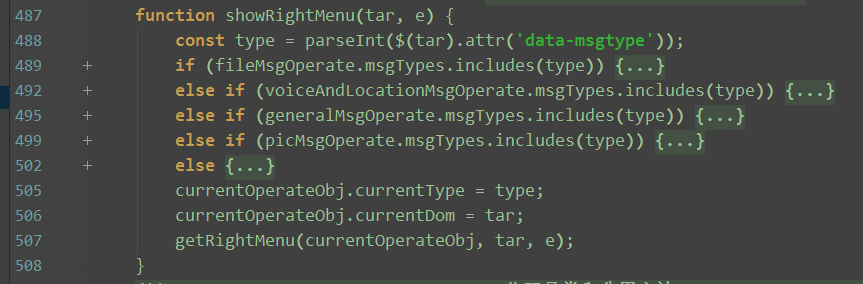 487 function showRightMenu(tar, e) {
488 const type = parseInt($(tar).attr('data-msgtype'));
489 + if (fileMsgOperate.msgTypes.includes(type)) {...}
492 + else if (voiceAndLocationMsgOperate.msgTypes.includes(type)) {...}
495 + else if (generalMsgOperate.msgTypes.includes(type)) {...}
499 + else if (picMsgOperate.msgTypes.includes(type)) {...}
502 + else {...}
505 currentOperateObj.currentType = type;
506 currentOperateObj.currentDom = tar;
507 getRightMenu(currentOperateObj, tar, e);
508 }